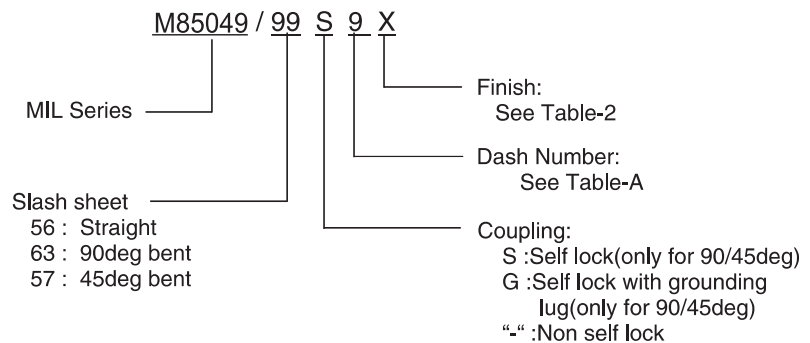 M85049 / 99 S 9 X
MIL Series
Slash sheet
56 : Straight
63 : 90deg bent
57 : 45deg bent
Finish:
See Table-2
Dash Number:
See Table-A
Coupling:
S :Self lock(only for 90/45deg)
G :Self lock with grounding
lug(only for 90/45deg)
“-“ :Non self lock